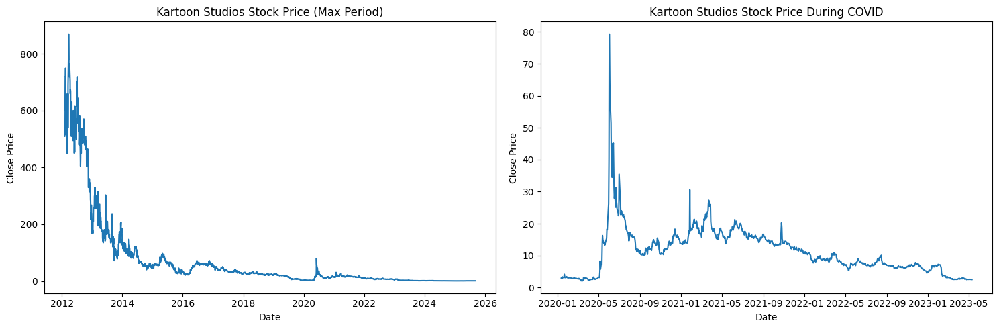 Kartoon Studios Stock Price (Max Period)
Close Price
800
600
400
200
0
2012 2014 2016 2018 2020 2022 2024 2026
Date
Kartoon Studios Stock Price During COVID
Close Price
80
70
60
50
40
30
20
10
0
2020-01 2020-05 2020-09 2021-01 2021-05 2021-09 2022-01 2022-05 2022-09 2023-01 2023-05
Date